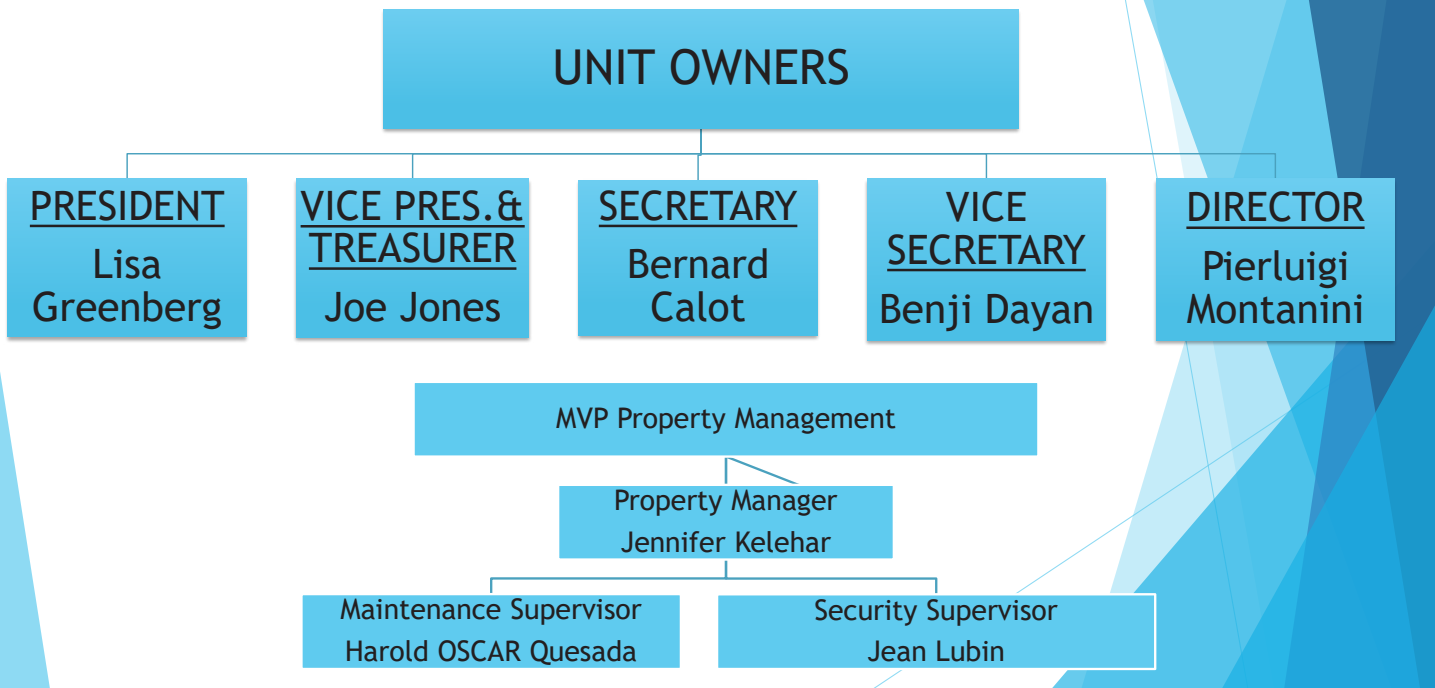 UNIT OWNERS
PRESIDENT
Lisa
Greenberg
VICE PRES.&
TREASURER
Joe Jones
SECRETARY
Bernard
Calot
VICE
SECRETARY
Benji Dayan
DIRECTOR
Pierluigi
Montanini
MVP Property Management
Property Manager
Jennifer Kelehar
Maintenance Supervisor
Harold OSCAR Quesada
Security Supervisor
Jean Lubin